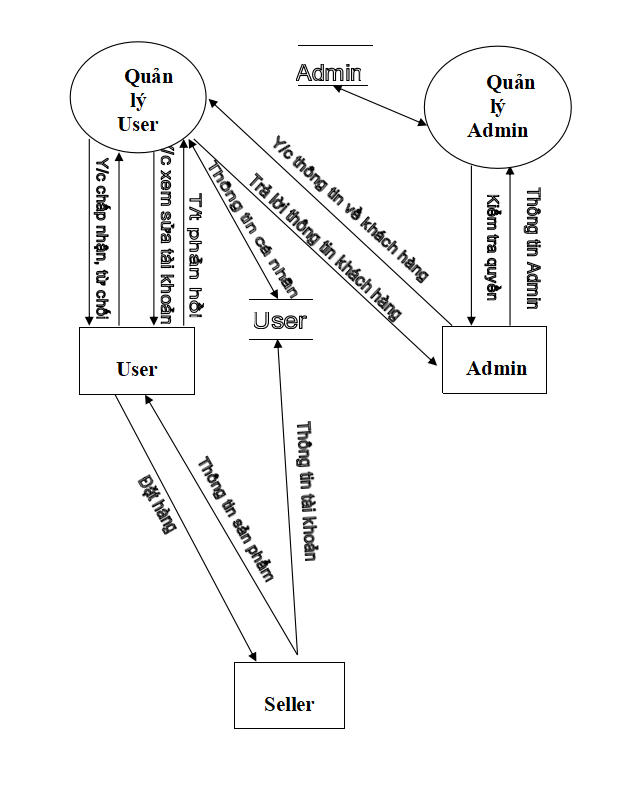 Quản
lý
User
Admin
Quản
lý
Admin
Y/c chấp nhận, từ chối
Y/c xem sửa tài khoản
T/t phản hồi
Thông tin cá nhân
Trả lời thông tin khách hàng
Y/c thông tin về khách hàng
Kiểm tra quyền
Thông tin Admin
User
User
Admin
Đặt hàng
Thông tin sản phẩm
Thông tin tài khoản
Seller